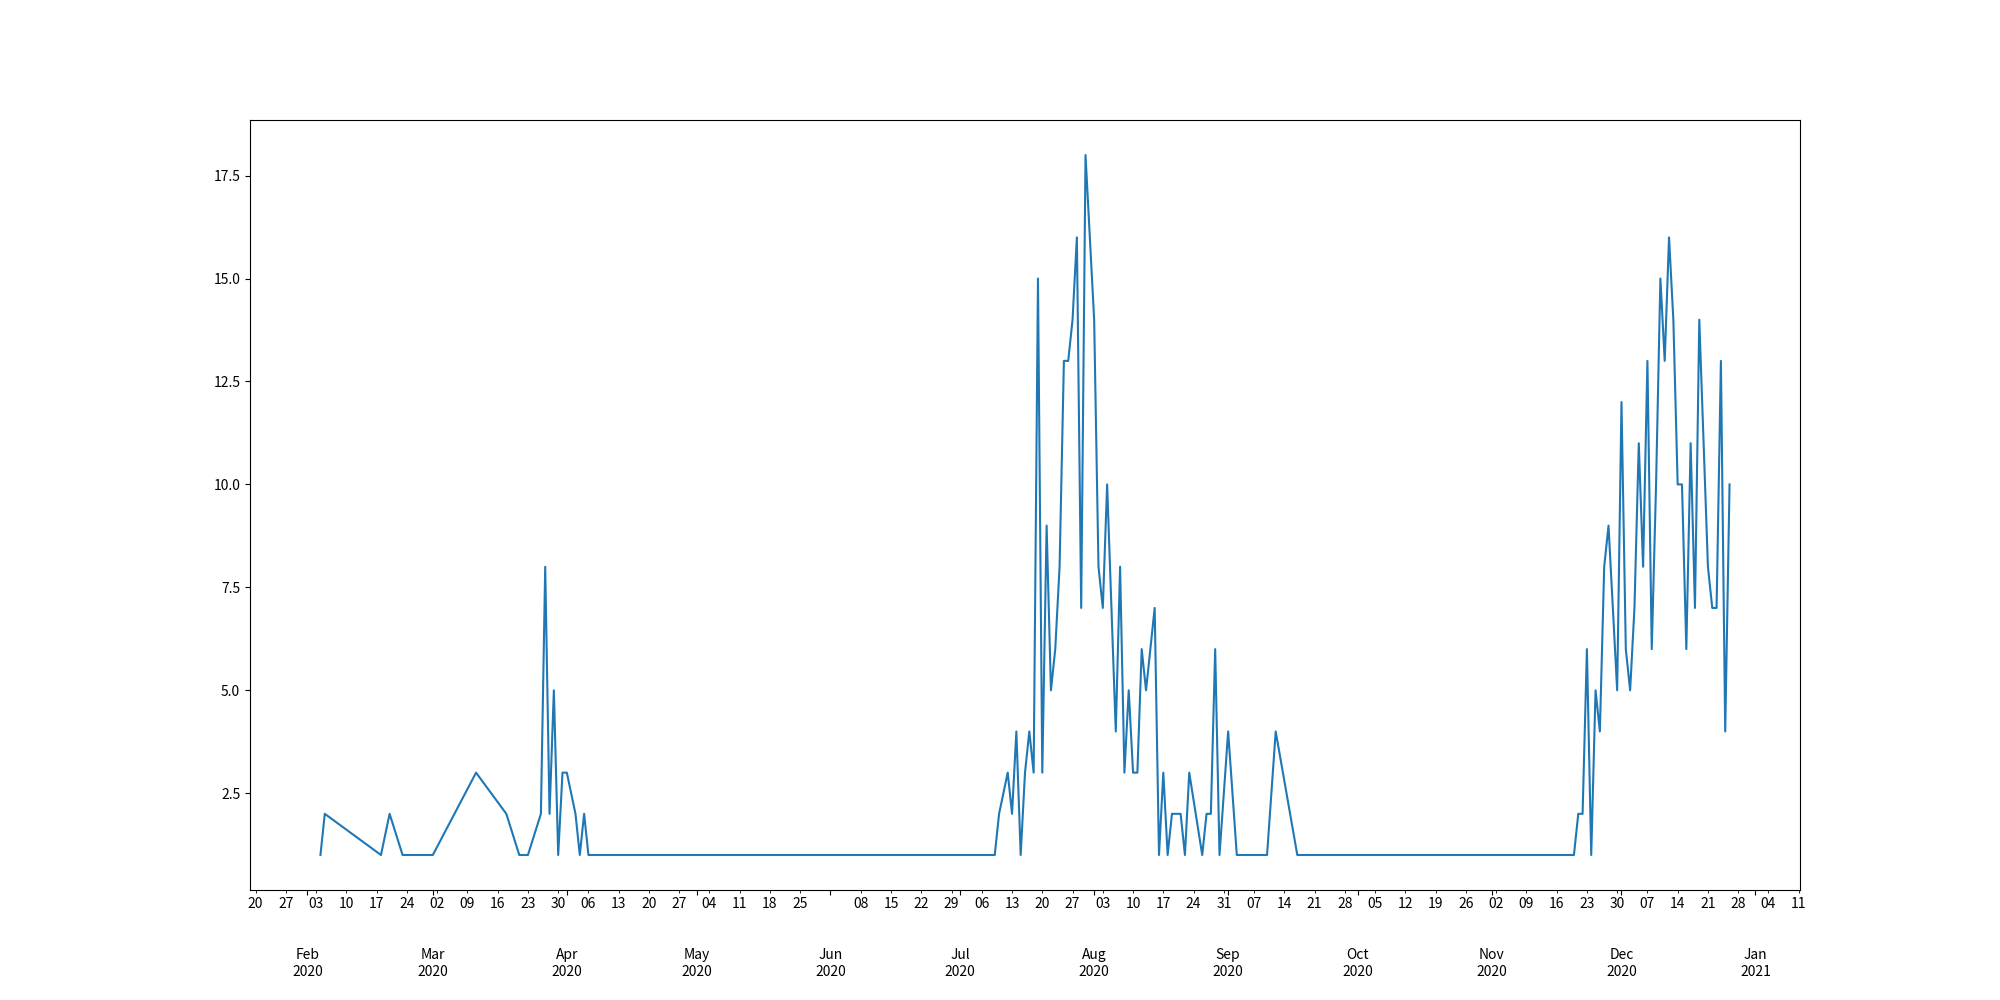 17.5
15.0
12.5
10.0
7.5
5.0
2.5
20 27 03 10 17 24 02 09 16 23 30 06 13 20 27 04 11 18 25 08 15 22 29 06 13 20 27 03 10 17 24 31 07 14 21 28 05 12 19 26 02 09 16 23 30 07 14 21 28 04 11
Feb Mar Apr May Jun Jul Aug Sep Oct Nov Dec Jan
2020 2020 2020 2020 2020 2020 2020 2020 2020 2020 2020 2021